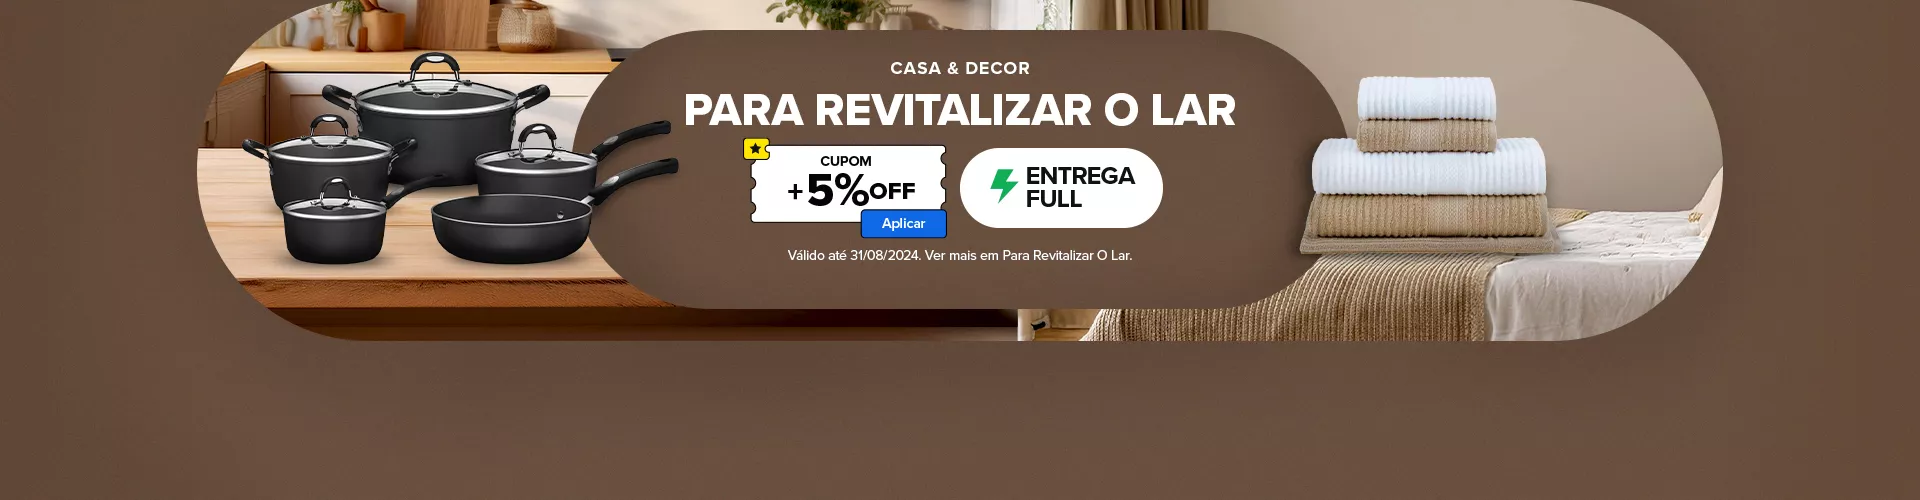 CASA & DECOR
PARA REVITALIZAR O LAR
CUPOM
+5%OFF
Aplicar
ENTREGA
FULL
Válido até 31/08/2024. Ver mais em Para Revitalizar O Lar.